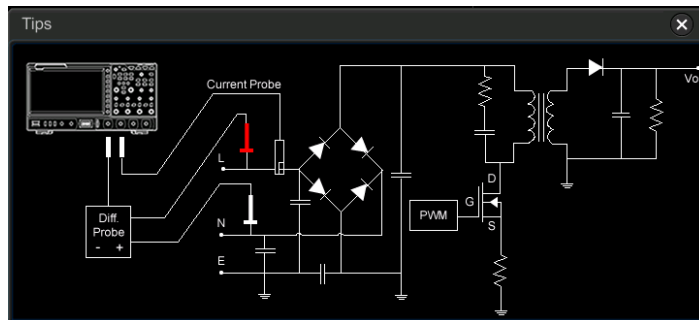 Tips
Current Probe
Vo
L
D
G
PWM
S
N
Diff.
Probe
- +
E